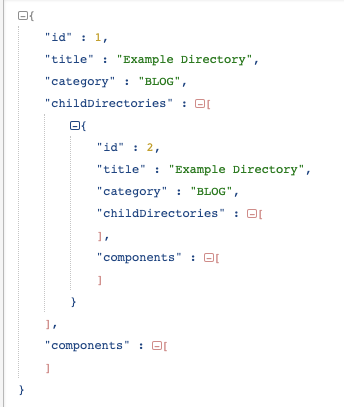 {
"id" : 1,
"title" : "Example Directory",
"category" : "BLOG",
"childDirectories" : [
{
"id" : 2,
"title" : "Example Directory",
"category" : "BLOG",
"childDirectories" : [
],
"components" : [
]
}
],
"components" : [
]
}